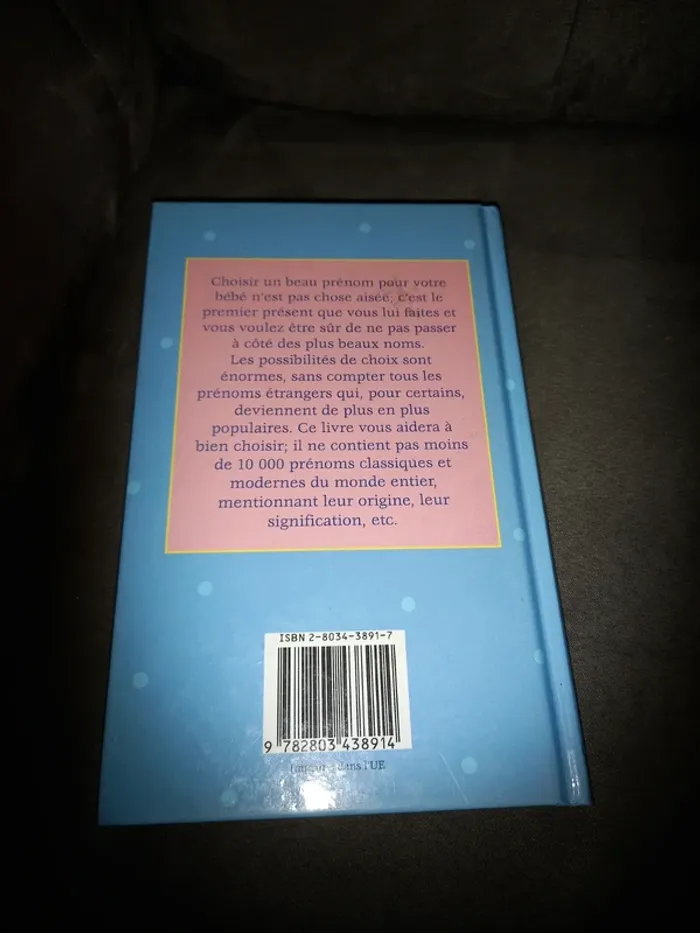 Choisir un beau prénom pour votre
bébé n'est pas chose aisée; c'est le
premier présent que vous lui faites et
vous voulez être sûr de ne pas passer
à côté des plus beaux noms.
Les possibilités de choix sont
énormes, sans compter tous les
prénoms étrangers qui, pour certains,
deviennent de plus en plus
populaires. Ce livre vous aidera à
bien choisir; il ne contient pas moins
de 10 000 prénoms classiques et
modernes du monde entier,
mentionnant leur origine, leur
signification, etc.
ISBN 2-8034-3891-7
9 782803 438914
dans l'UE